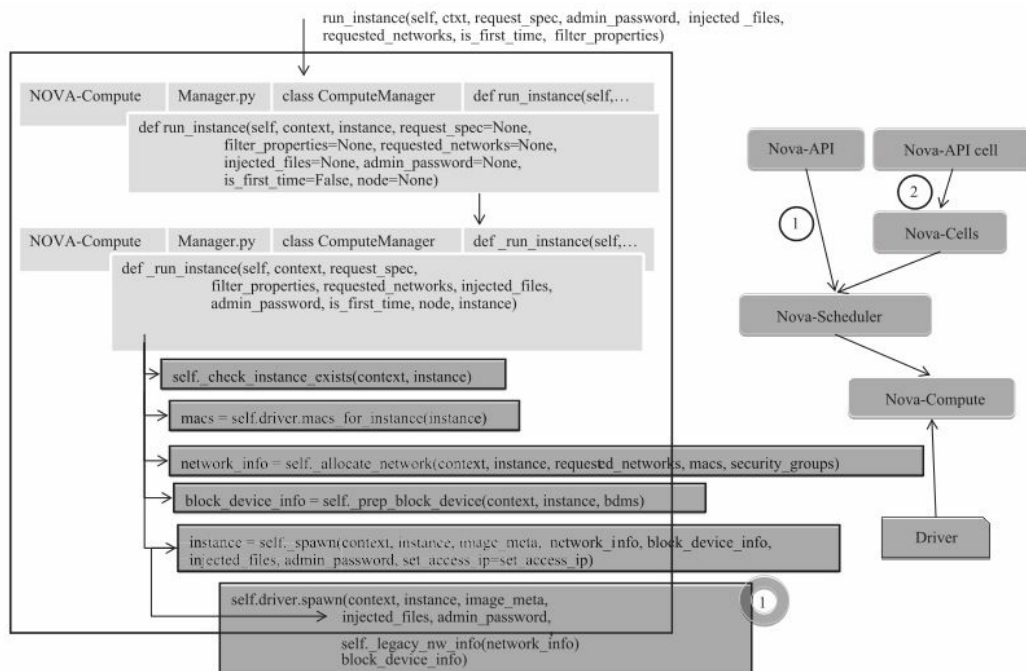 run_instance(self, ctxt, request_spec, admin_password, injected _files,
requested_networks, is_first_time, filter_properties)
NOVA-Compute Manager.py class ComputeManager def run_instance(self,...
def run_instance(self, context, instance, request_spec=None,
filter_properties=None, requested_networks=None,
injected_files=None, admin_password=None,
is_first_time=False, node=None)
NOVA-Compute Manager.py class ComputeManager def _run_instance(self,...
def _run_instance(self, context, request_spec,
filter_properties, requested_networks, injected_files,
admin_password, is_first_time, node, instance)
self._check_instance_exists(context, instance)
macs = self.driver.macs_for_instance(instance)
network_info = self._allocate_network(context, instance, requested_networks, macs, security_groups)
block_device_info = self._prep_block_device(context, instance, bdms)
instance = self._spawn(context, instance, image_meta, network_info, block_device_info,
injected_files, admin_password, set_access_ip=set_access_ip)
self.driver.spawn(context, instance, image_meta,
injected_files, admin_password,
self._legacy_nw_info(network_info)
block_device_info)
1
Nova-API
Nova-API cell
1
2
Nova-Cells
Nova-Scheduler
Nova-Compute
Driver